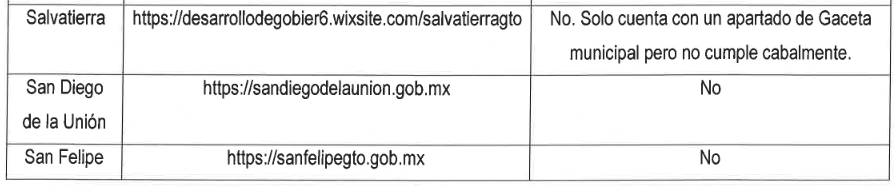 Salvatierra https://desarrollodegobier6.wixsite.com/salvatierragto No. Solo cuenta con un apartado de Gaceta
municipal pero no cumple cabalmente.
San Diego https://sandiegodelaunion.gob.mx No
de la Unión
San Felipe https://sanfelipegto.gob.mx No